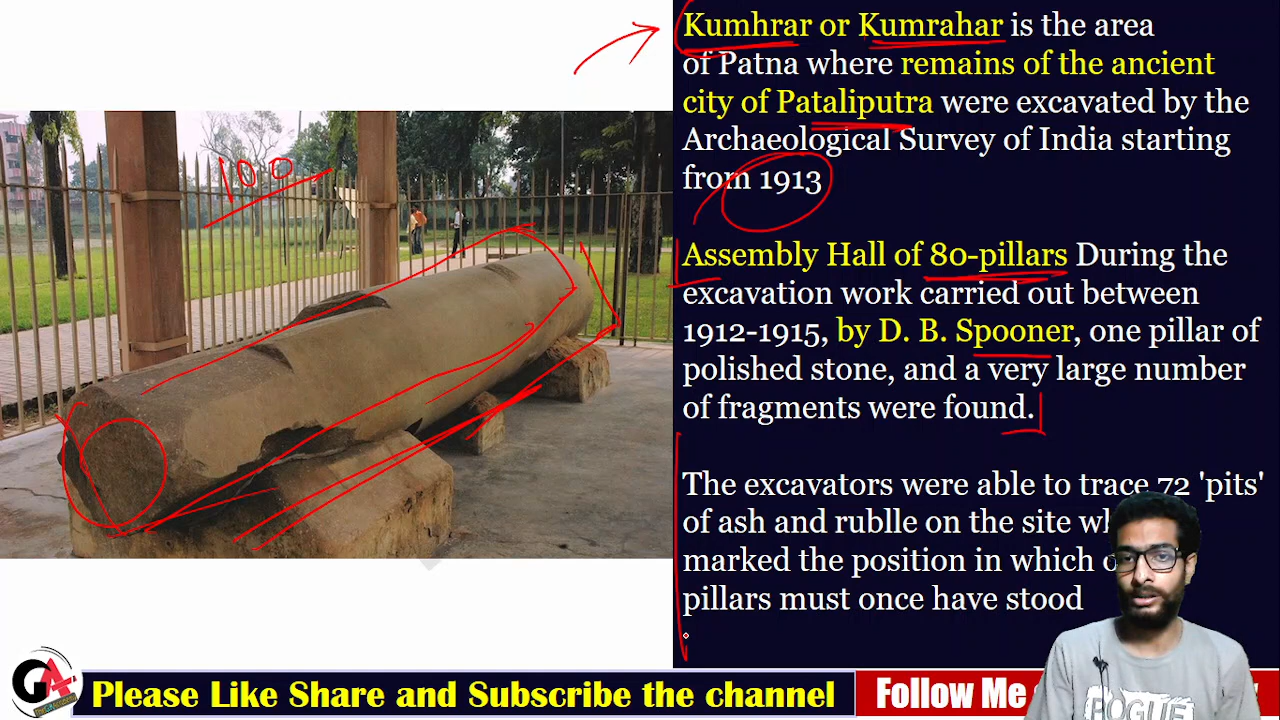 Kumhrar or Kumrahar is the area
of Patna where remains of the ancient
city of Pataliputra were excavated by the
Archaeological Survey of India starting
from 1913
100
Assembly Hall of 80-pillars During the
excavation work carried out between
1912-1915, by D. B. Spooner, one pillar of
polished stone, and a very large number
of fragments were found.
The excavators were able to trace 72 'pits'
of ash and rublle on the site
marked the position in which
pillars must once have stood
GA
Please Like Share and Subscribe the channel
Follow Me
ROGUE